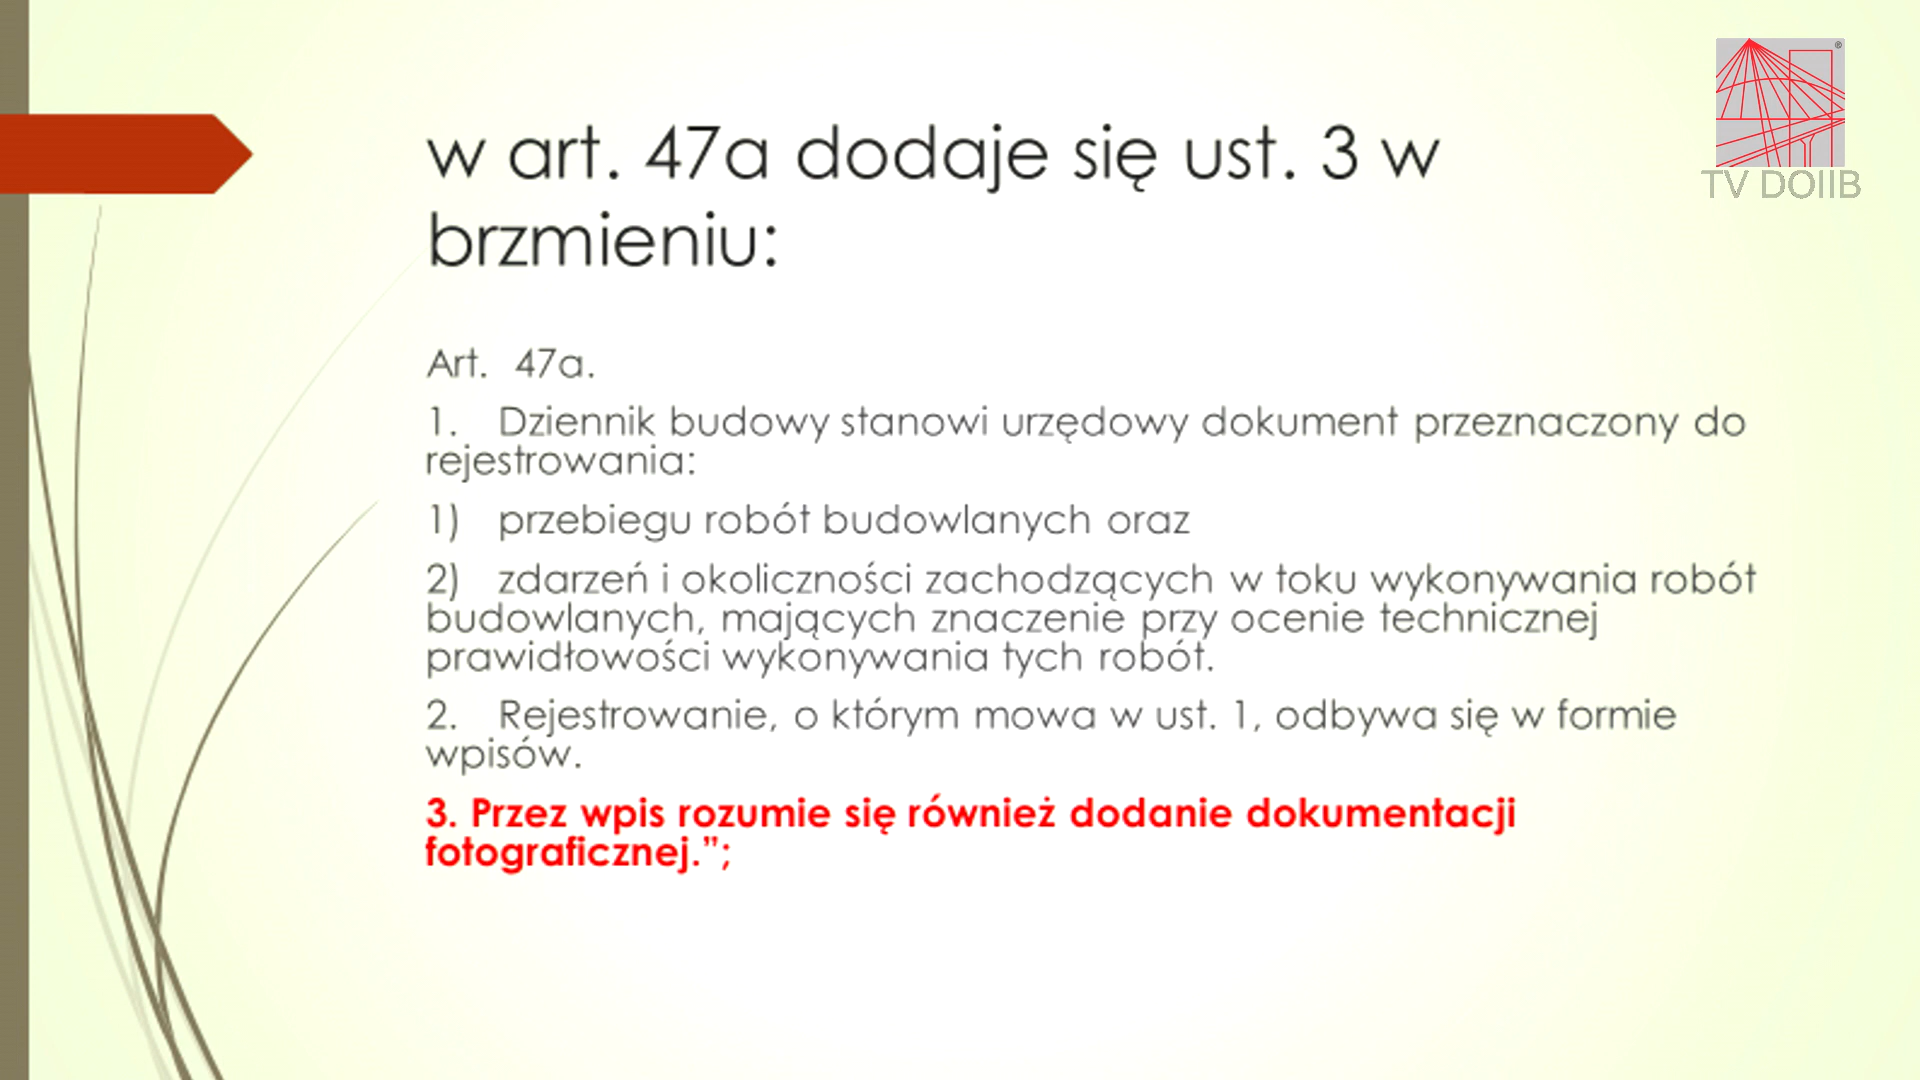 w art. 47a dodaje się ust. 3 w
brzmieniu:
TV DOIIB
Art. 47a.
1. Dziennik budowy stanowi urzędowy dokument przeznaczony do
rejestrowania:
1) przebiegu robót budowlanych oraz
2) zdarzeń i okoliczności zachodzących w toku wykonywania robót
budowlanych, mających znaczenie przy ocenie technicznej
prawidłowości wykonywania tych robót.
2. Rejestrowanie, o którym mowa w ust. 1, odbywa się w formie
wpisów.
3. Przez wpis rozumie się również dodanie dokumentacji
fotograficznej.”;